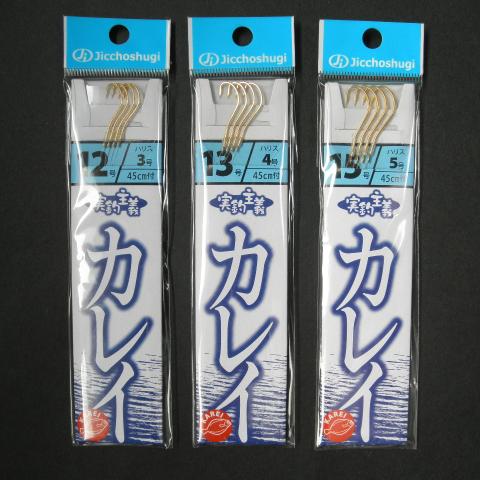 Jicchoshugi
12号
ハリス
3号
45cm付
実釣主義
カレイ
KAREI
Jicchoshugi
13号
ハリス
4号
45cm付
実釣主義
カレイ
KAREI
Jicchoshugi
15号
ハリス
5号
45cm付
実釣主義
カレイ
KAREI